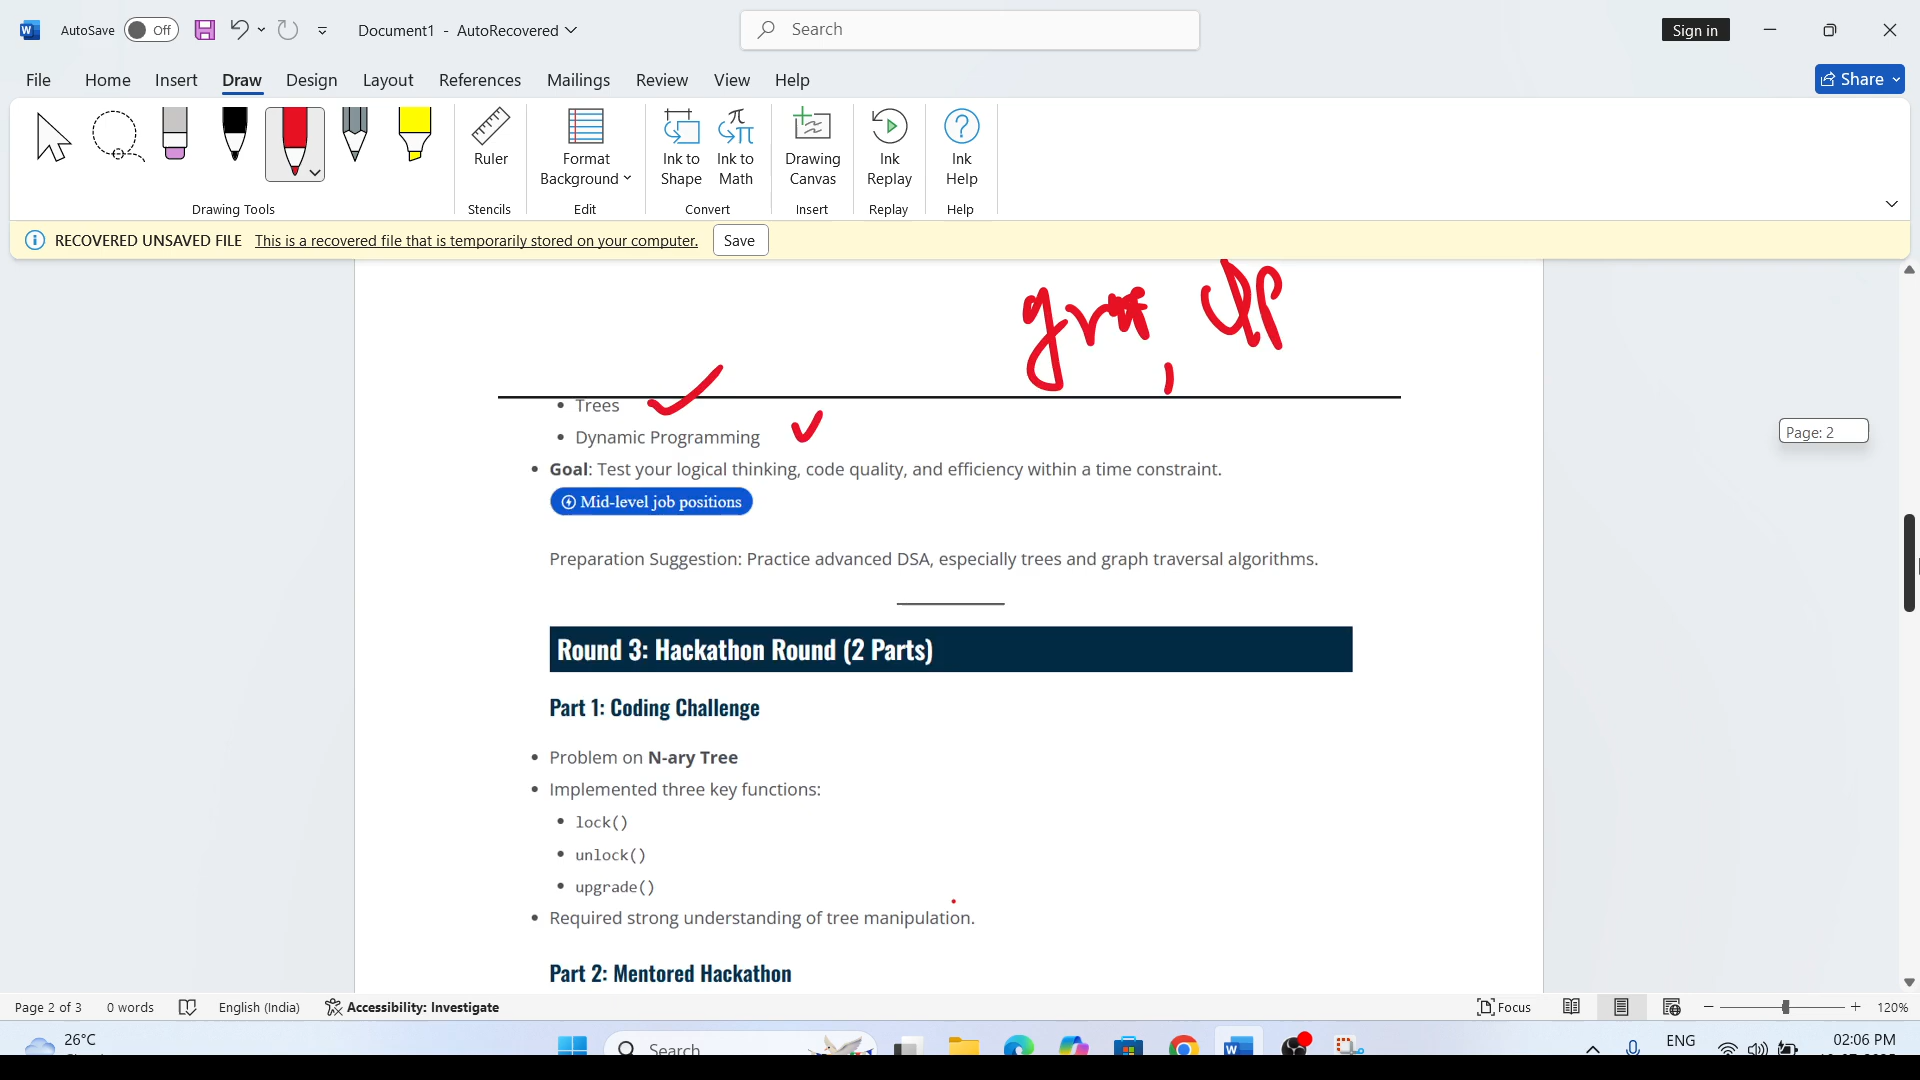 AutoSave Off Document1 - AutoRecovered Search Sign in
File Home Insert Draw Design Layout References Mailings Review View Help Share
Ruler Format Background Ink to Shape Ink to Math Drawing Canvas Ink Replay Ink Help
Drawing Tools Stencils Edit Convert Insert Replay Help
RECOVERED UNSAVED FILE This is a recovered file that is temporarily stored on your computer. Save
• Trees
Page: 2
• Dynamic Programming
• Goal: Test your logical thinking, code quality, and efficiency within a time constraint.
Mid-level job positions
Preparation Suggestion: Practice advanced DSA, especially trees and graph traversal algorithms.
Round 3: Hackathon Round (2 Parts)
Part 1: Coding Challenge
• Problem on N-ary Tree
• Implemented three key functions:
• lock()
• unlock()
• upgrade()
• Required strong understanding of tree manipulation.
Part 2: Mentored Hackathon
Page 2 of 3 0 words English (India) Accessibility: Investigate Focus 120%
26°C Search ENG 02:06 PM